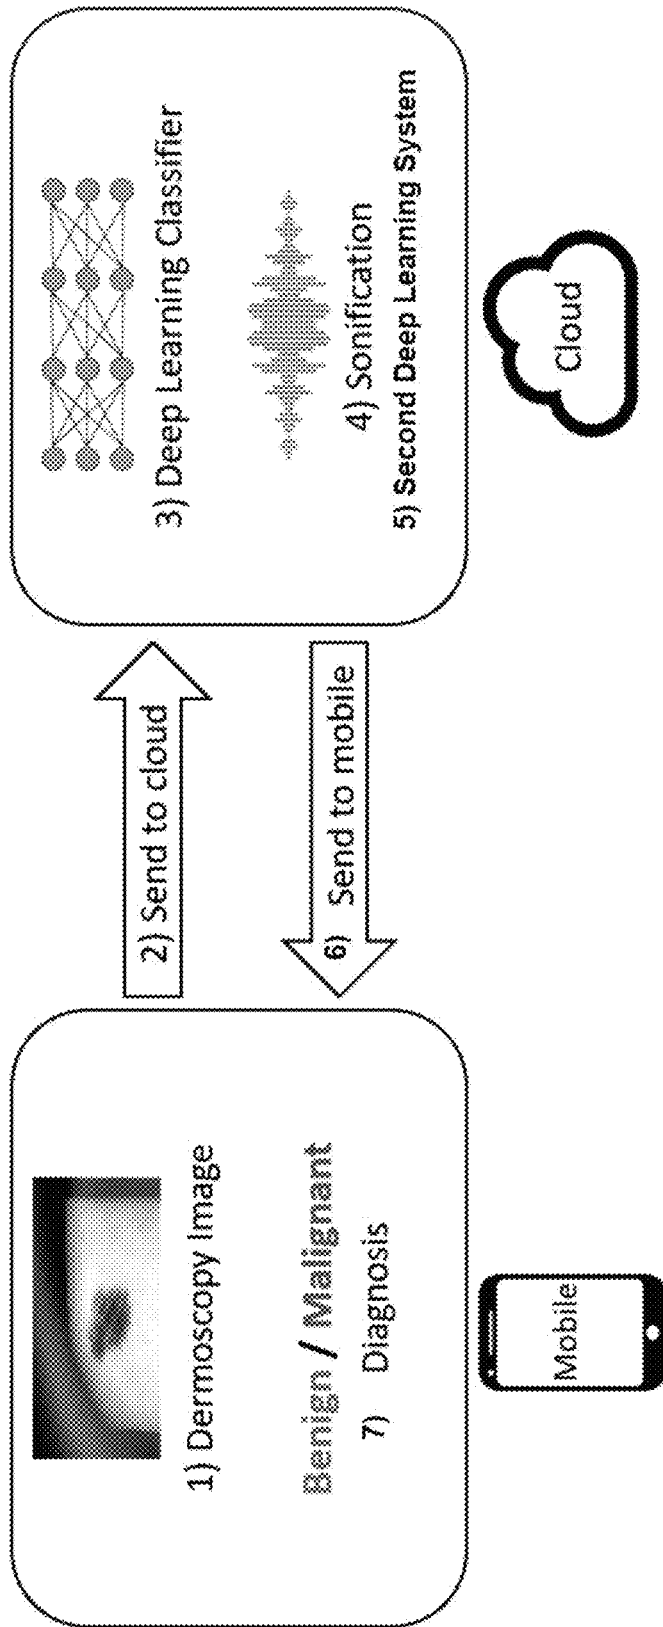 1) Dermoscopy Image
Benign / Malignant
7) Diagnosis
Mobile
2) Send to cloud
6) Send to mobile
3) Deep Learning Classifier
4) Sonification
5) Second Deep Learning System
Cloud